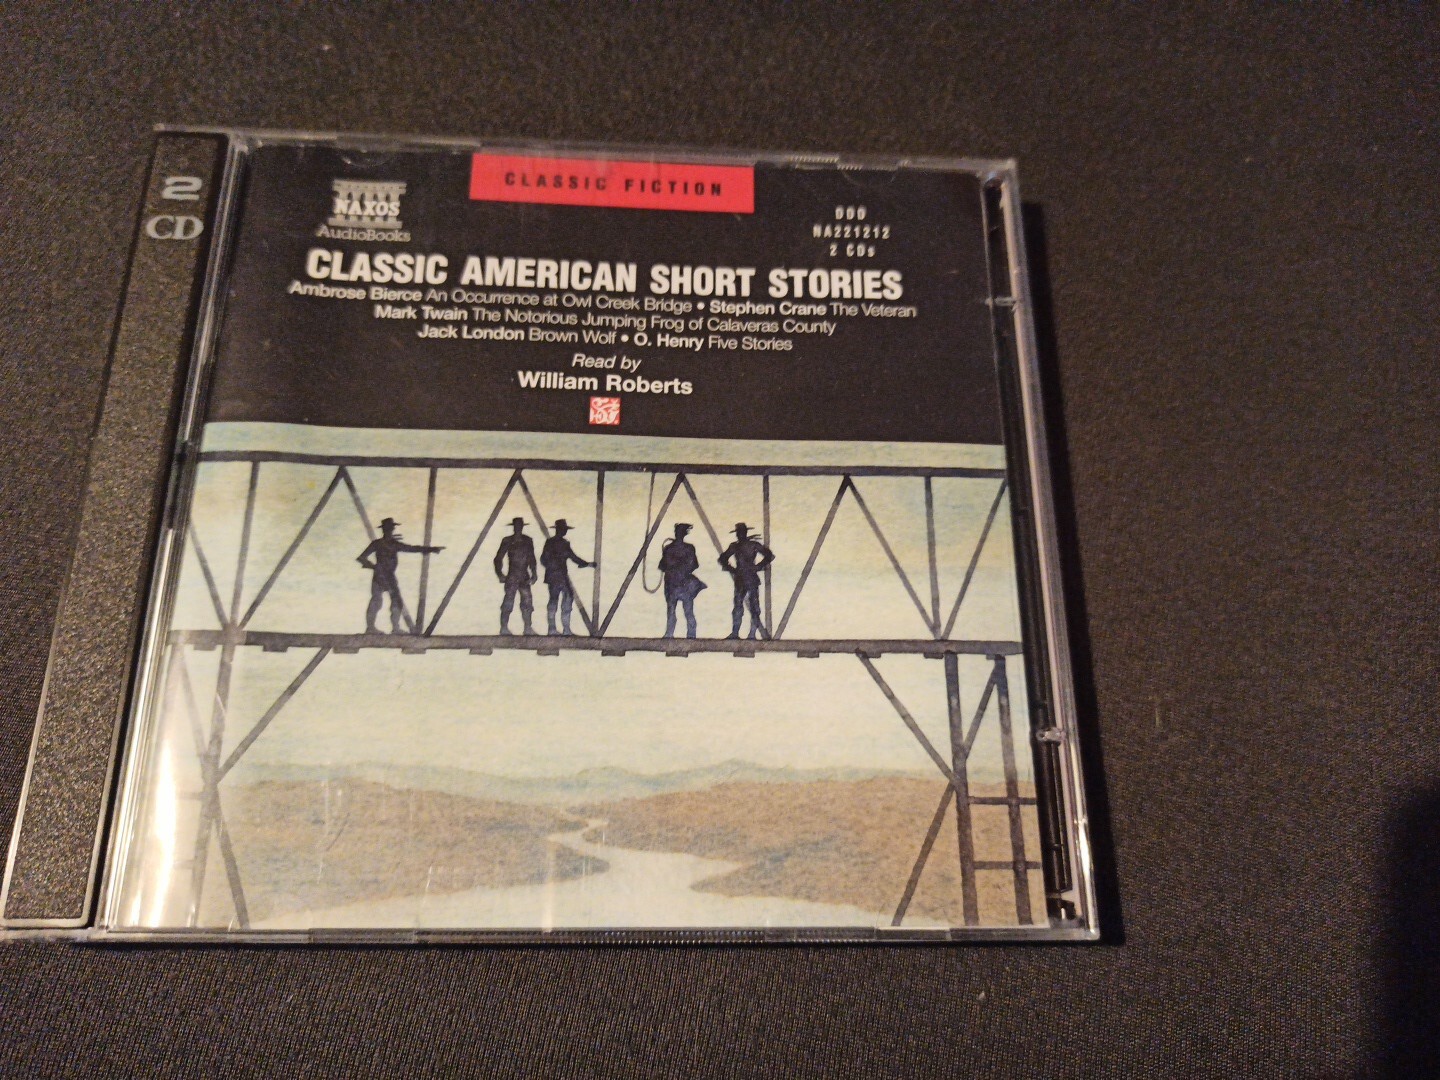 2
CD
NAXOS
AudioBooks
CLASSIC FICTION
DDD
NA221212
2 CDs
CLASSIC AMERICAN SHORT STORIES
Ambrose Bierce An Occurrence at Owl Creek Bridge • Stephen Crane The Veteran
Mark Twain The Notorious Jumping Frog of Calaveras County
Jack London Brown Wolf • O. Henry Five Stories
Read by
William Roberts